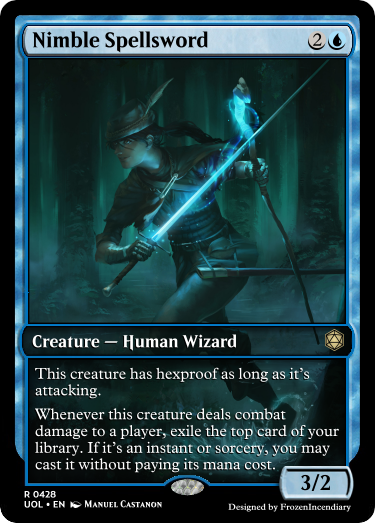 Nimble Spellsword 2
Creature — Human Wizard
This creature has hexproof as long as it's
attacking.
Whenever this creature deals combat
damage to a player, exile the top card of your
library. If it's an instant or sorcery, you may
cast it without paying its mana cost.
3/2
R 0428
UOL • EN Manuel Castanon
Designed by FrozenIncendiary